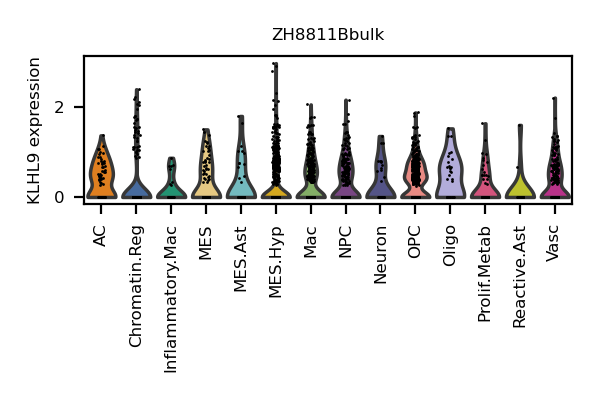 ZH8811Bbulk
KLHL9 expression
2
0
AC
Chromatin.Reg
Inflammatory.Mac
MES
MES.Ast
MES.Hyp
Mac
NPC
Neuron
OPC
Oligo
Prolif.Metab
Reactive.Ast
Vasc